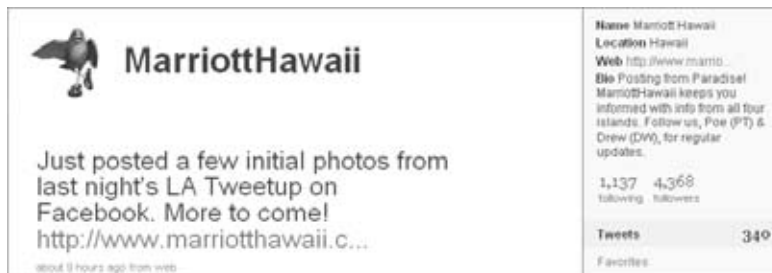 MarriottHawaii
Just posted a few initial photos from
last night's LA Tweetup on
Facebook. More to come!
http://www.marriotthawaii.c...
about 9 hours ago from web
Name Marriott Hawaii
Location Hawaii
Web http://www.marrio...
Bio Posting from Paradise!
MarriottHawaii keeps you
informed with info from all four
islands. Follow us, Poe (PT) &
Drew (DW), for regular
updates.
1,137 4,368
following followers
Tweets 340
Favorites